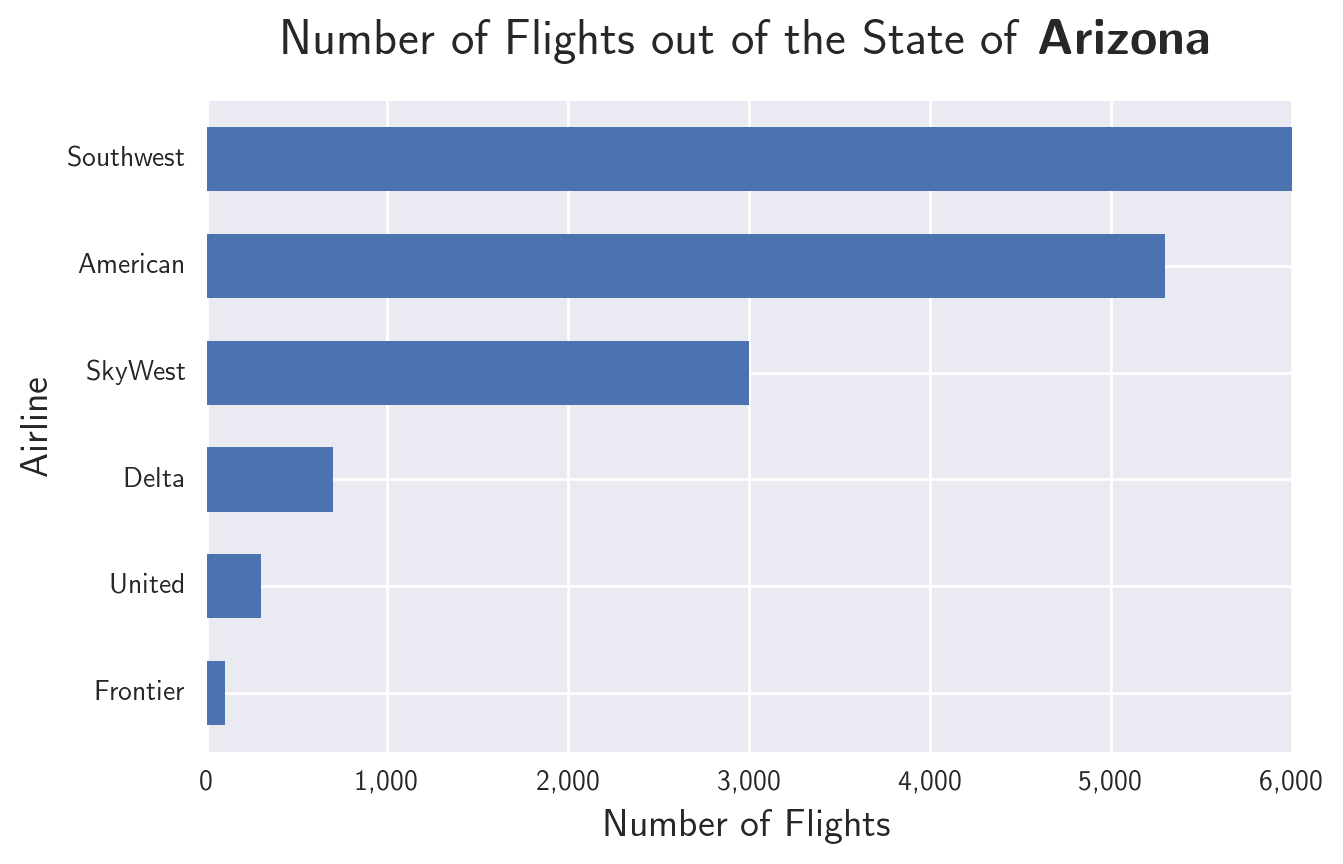 Number of Flights out of the State of Arizona
Southwest
American
SkyWest
Delta
United
Frontier
Airline
0 1,000 2,000 3,000 4,000 5,000 6,000
Number of Flights